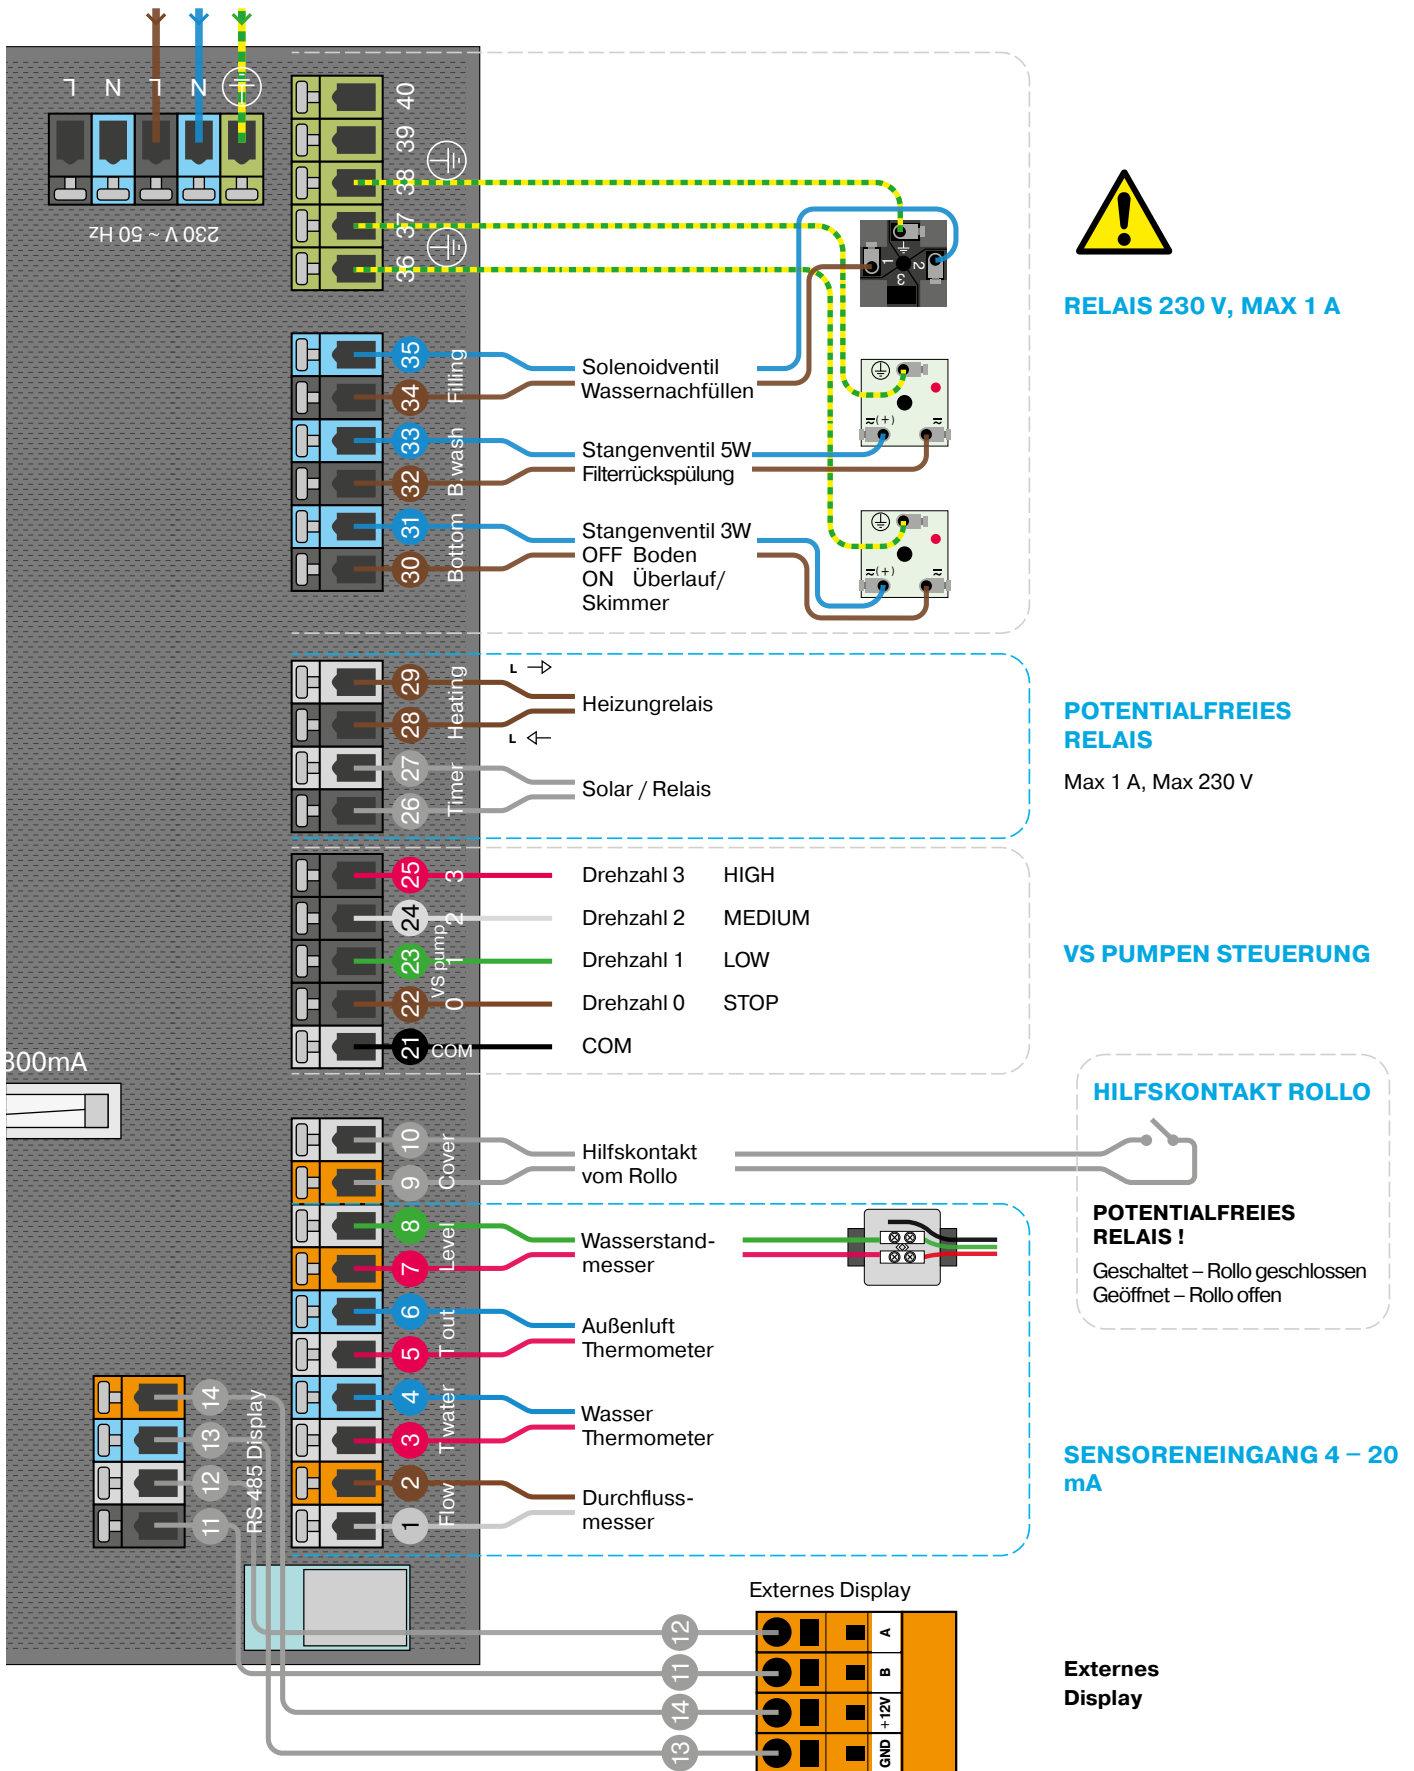 L N L N
230 V ~ 50 Hz
40
39
38
37
36
35
34
Filling
33
32
B.wash
31
30
Bottom
Solenoidventil
Wassernachfüllen
Stangenventil 5W
Filterrückspülung
Stangenventil 3W
OFF Boden
ON Überlauf/
Skimmer
1
2
3
≂(+) ≂
≂(+) ≂
RELAIS 230 V, MAX 1 A
29
28
Heating
27
26
Timer
L
L
Heizungrelais
Solar / Relais
POTENTIALFREIES
RELAIS
Max 1 A, Max 230 V
25 3
24 2
23 1
22 0
VS pump
21 COM
Drehzahl 3 HIGH
Drehzahl 2 MEDIUM
Drehzahl 1 LOW
Drehzahl 0 STOP
COM
VS PUMPEN STEUERUNG
300mA
10
9
Cover
Hilfskontakt
vom Rollo
HILFSKONTAKT ROLLO
POTENTIALFREIES
RELAIS !
Geschaltet – Rollo geschlossen
Geöffnet – Rollo offen
8
7
Level
Wasserstand-
messer
6
5
T out
Außenluft
Thermometer
4
3
T water
Wasser
Thermometer
2
1
Flow
Durchfluss-
messer
SENSORENEINGANG 4 – 20
mA
14
13
12
11
RS 485 Display
Externes Display
12 A
11 B
14 +12V
13 GND
Externes
Display